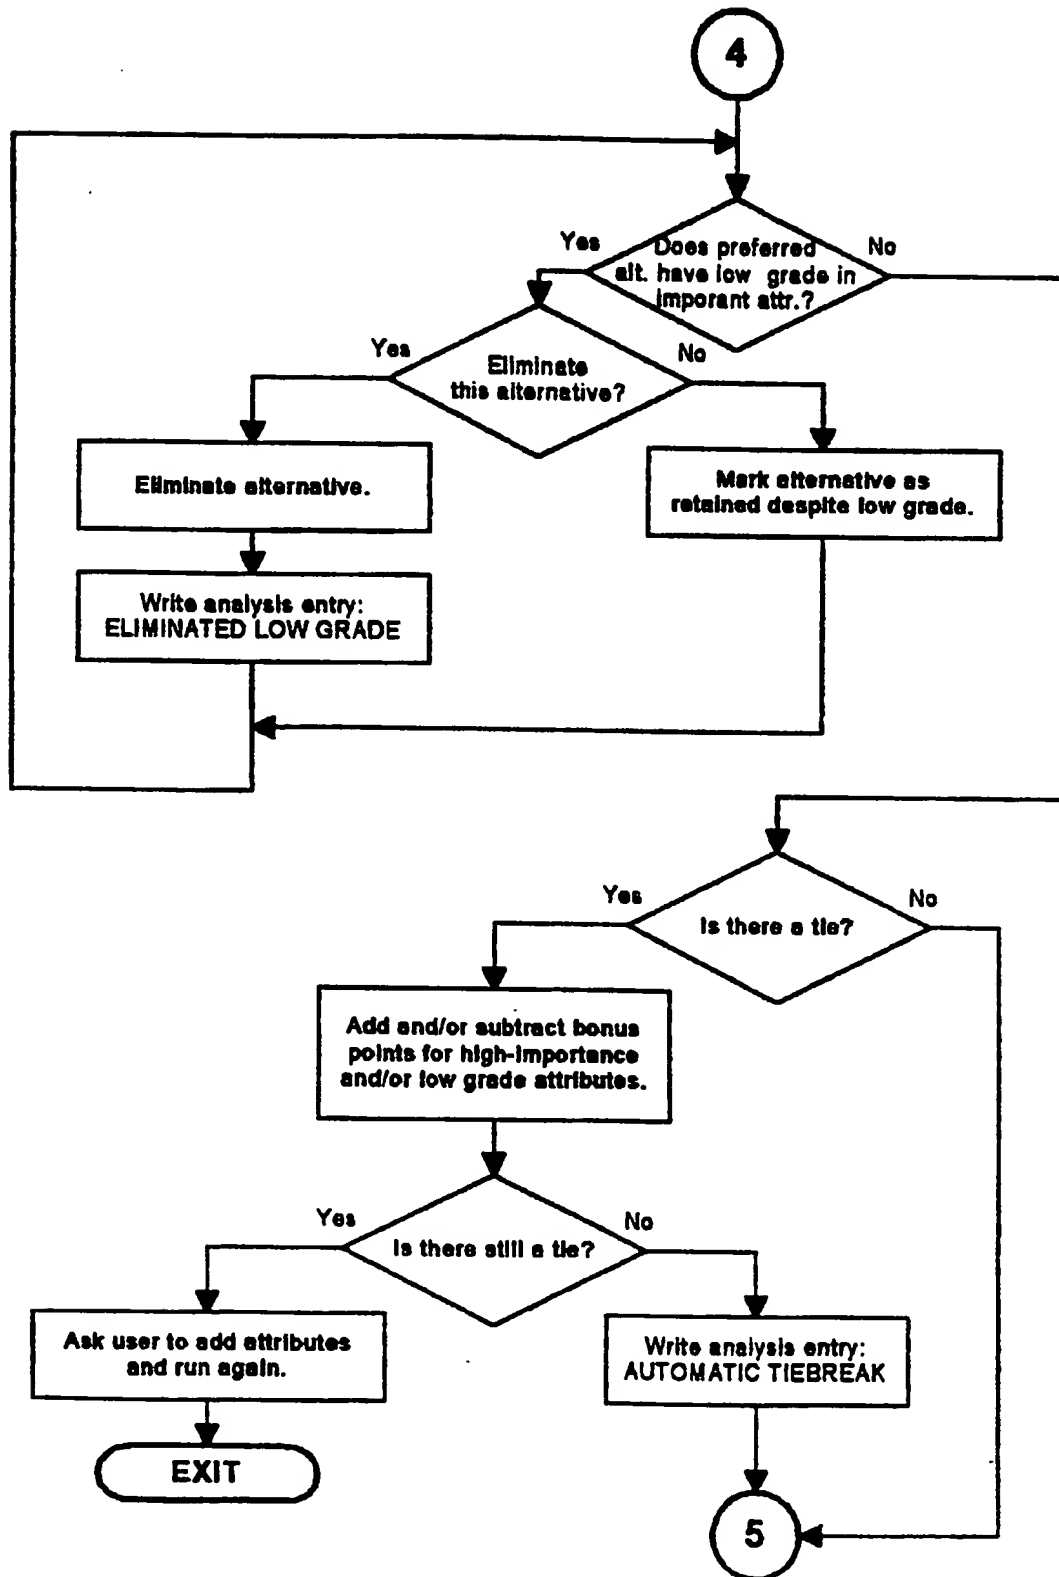 4
Yes
Does preferred
alt. have low grade in
imporant attr.?
No
Yes
Eliminate
this alternative?
No
Eliminate alternative.
Mark alternative as
retained despite low grade.
Write analysis entry:
ELIMINATED LOW GRADE
Yes
Is there a tie?
No
Add and/or subtract bonus
points for high-importance
and/or low grade attributes.
Yes
Is there still a tie?
No
Ask user to add attributes
and run again.
Write analysis entry:
AUTOMATIC TIEBREAK
EXIT
5